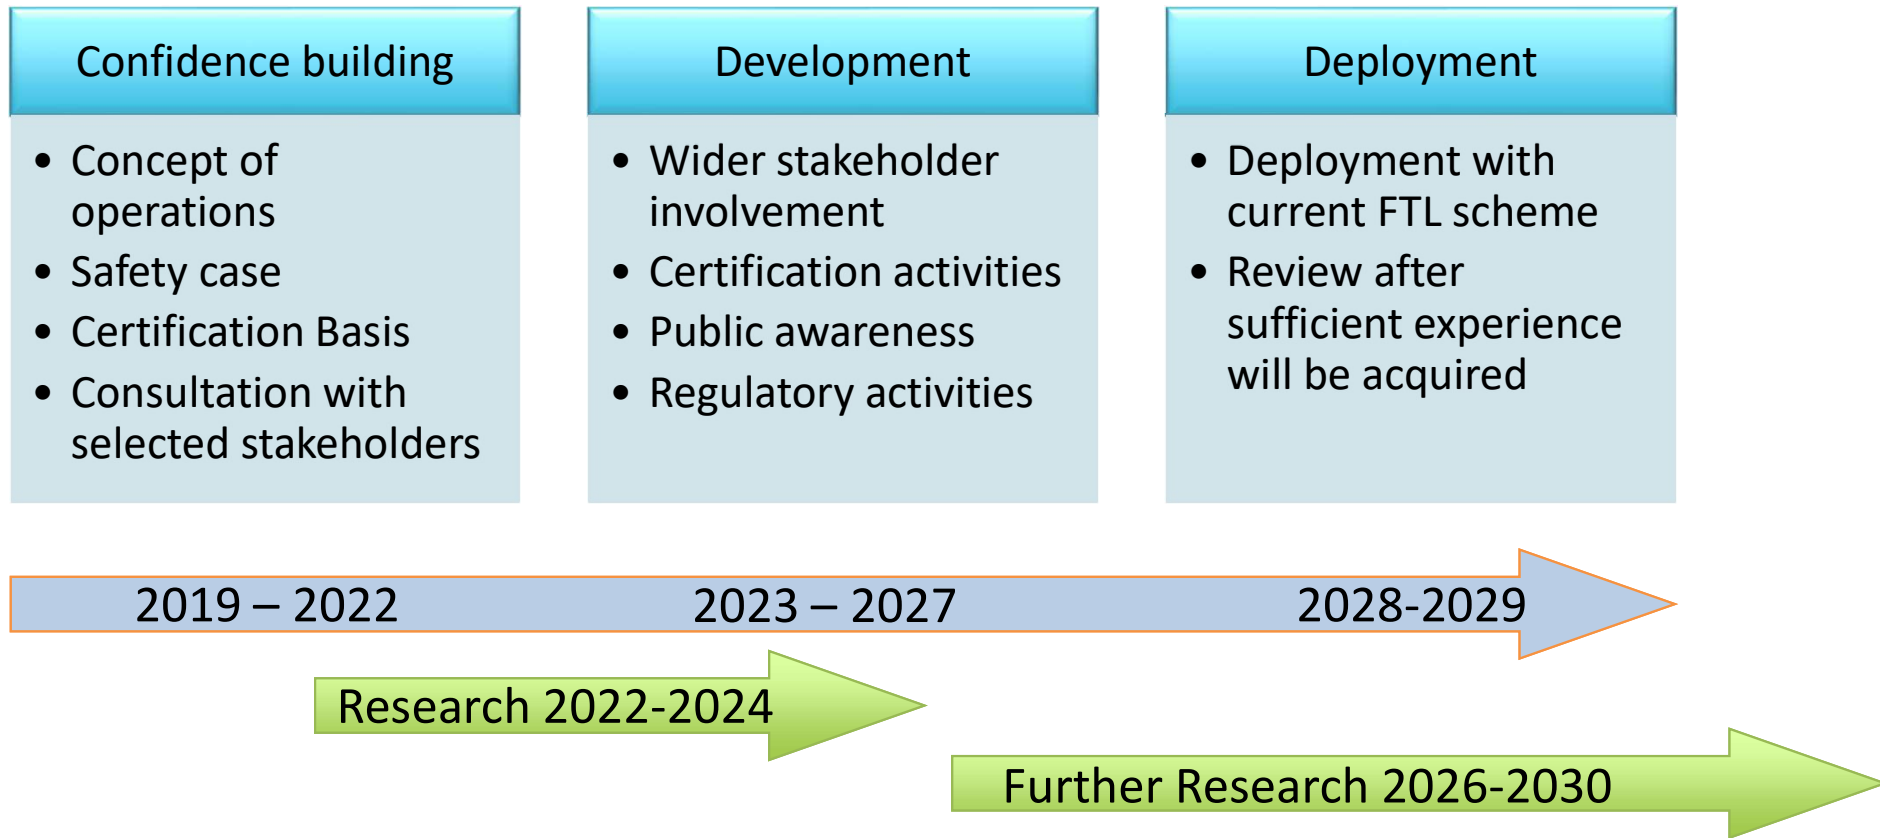 Confidence building
• Concept of
operations
• Safety case
• Certification Basis
• Consultation with
selected stakeholders
Development
• Wider stakeholder
involvement
• Certification activities
• Public awareness
• Regulatory activities
Deployment
• Deployment with
current FTL scheme
• Review after
sufficient experience
will be acquired
2019 – 2022
2023 – 2027
2028-2029
Research 2022-2024
Further Research 2026-2030